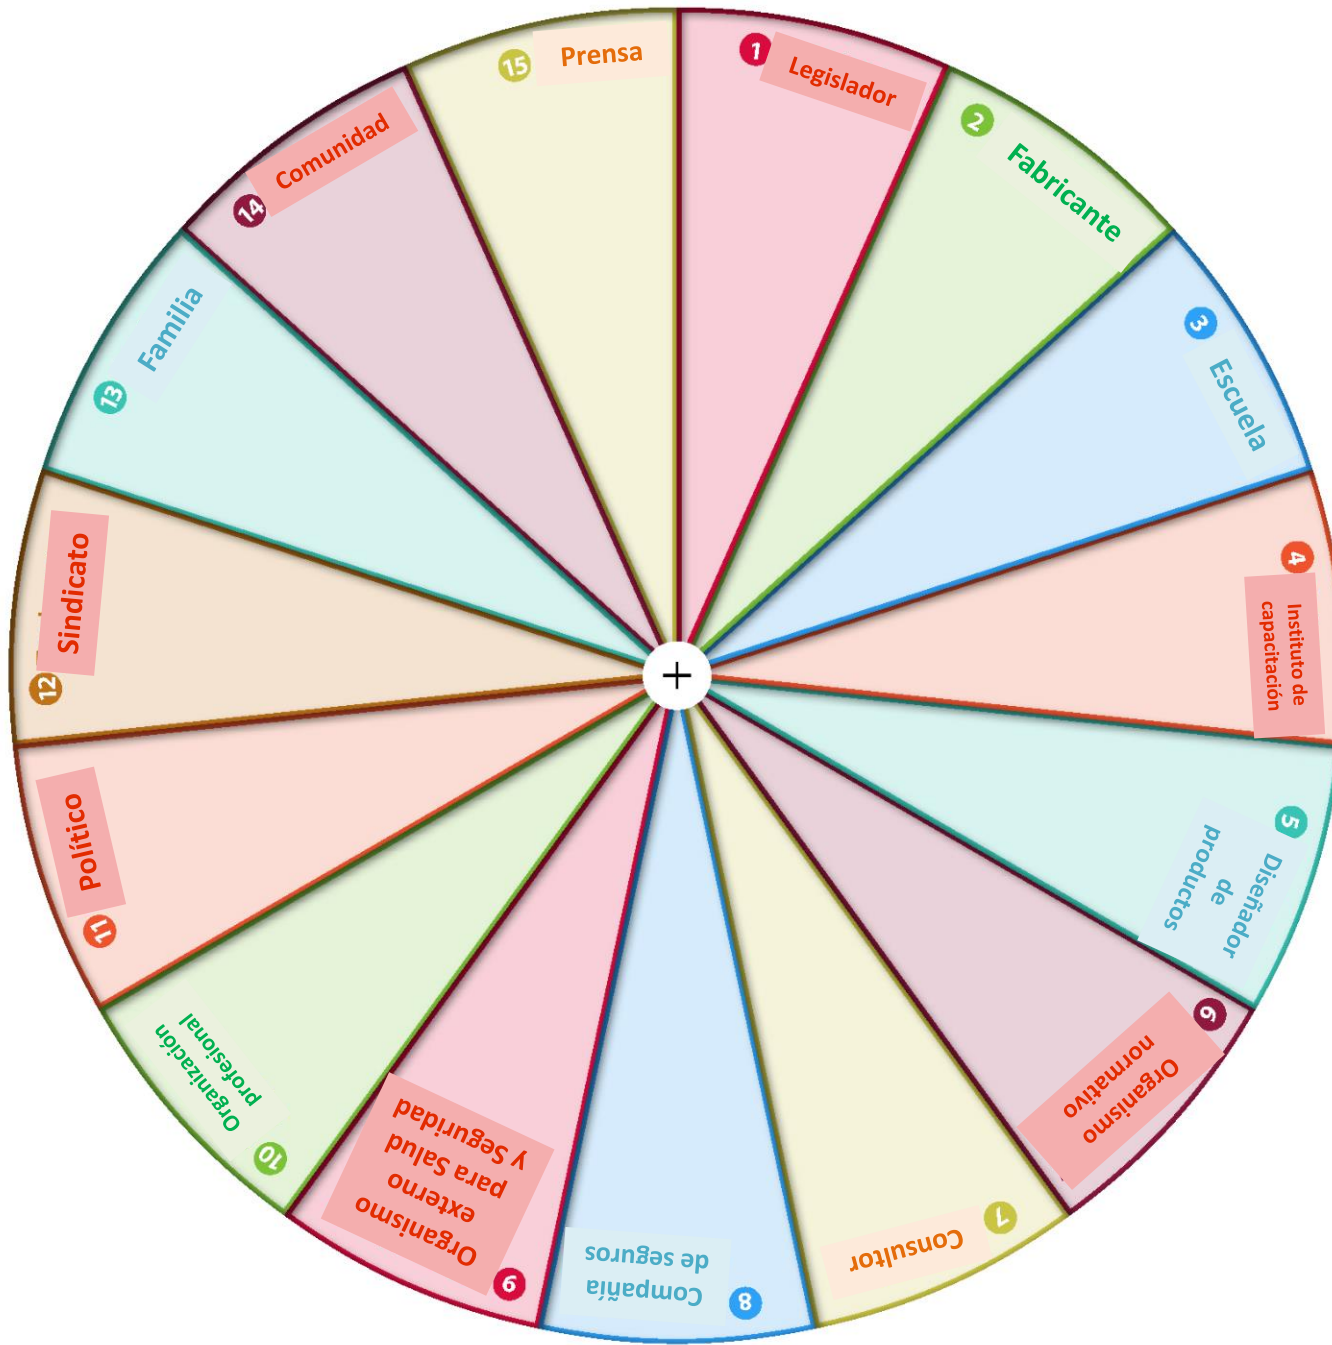 1 Legislador
2 Fabricante
3 Escuela
4
Instituto de
capacitación
5
Diseñador
de
productos
6
Organismo
normativo
7 Consultor
8
Compañía
de seguros
9
Organismo
externo
para Salud
y Seguridad
10
Organización
profesional
11 Político
12 Sindicato
13 Familia
14 Comunidad
15 Prensa